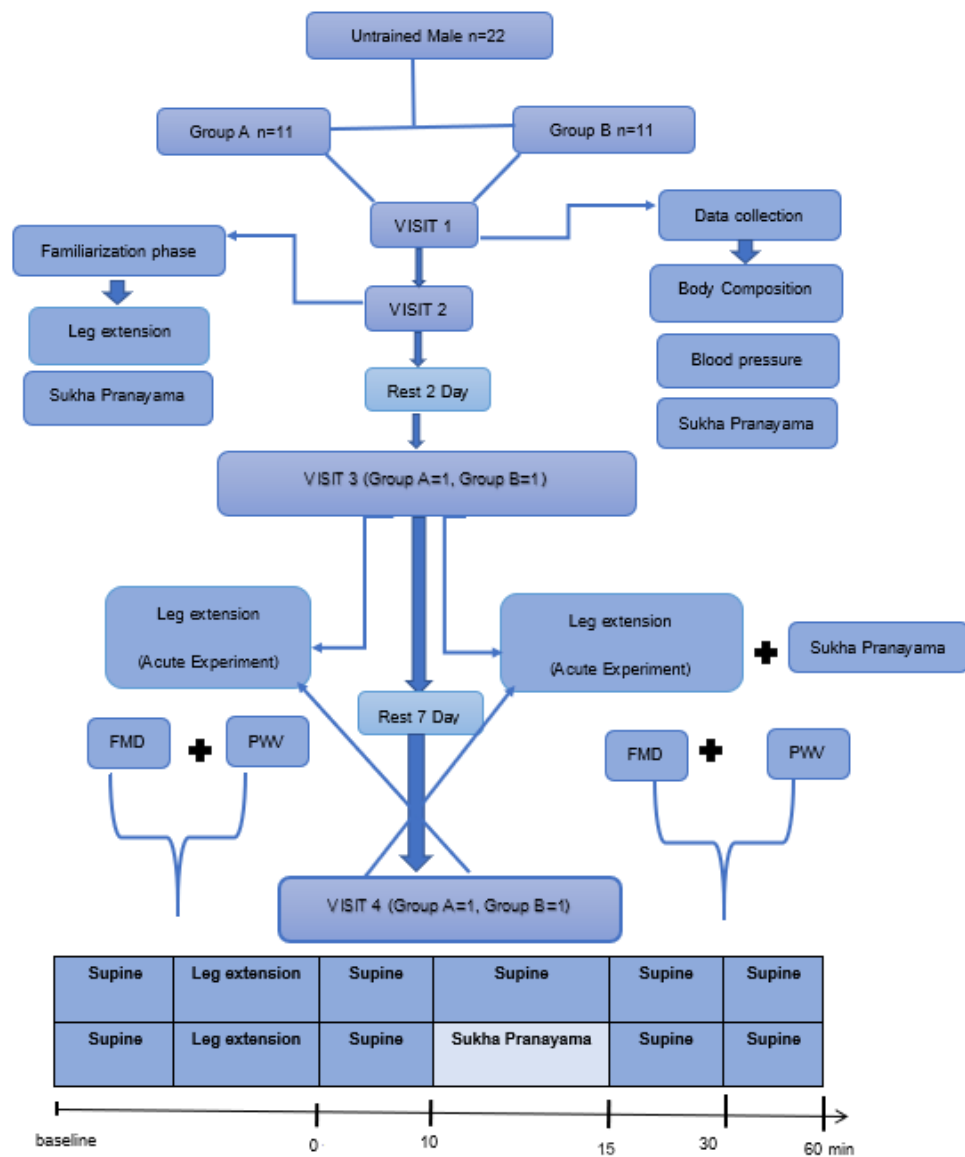 Untrained Male n=22
Group A n=11
Group B n=11
VISIT 1
Data collection
Familiarization phase
Body Composition
VISIT 2
Leg extension
Blood pressure
Rest 2 Day
Sukha Pranayama
Sukha Pranayama
VISIT 3 (Group A=1, Group B=1)
Leg extension
(Acute Experiment)
Leg extension
(Acute Experiment)
Sukha Pranayama
Rest 7 Day
FMD
PWV
FMD
PWV
VISIT 4 (Group A=1, Group B=1)
Supine Leg extension Supine Supine Supine Supine
Supine Leg extension Supine Sukha Pranayama Supine Supine
baseline 0 10 15 30 60 min